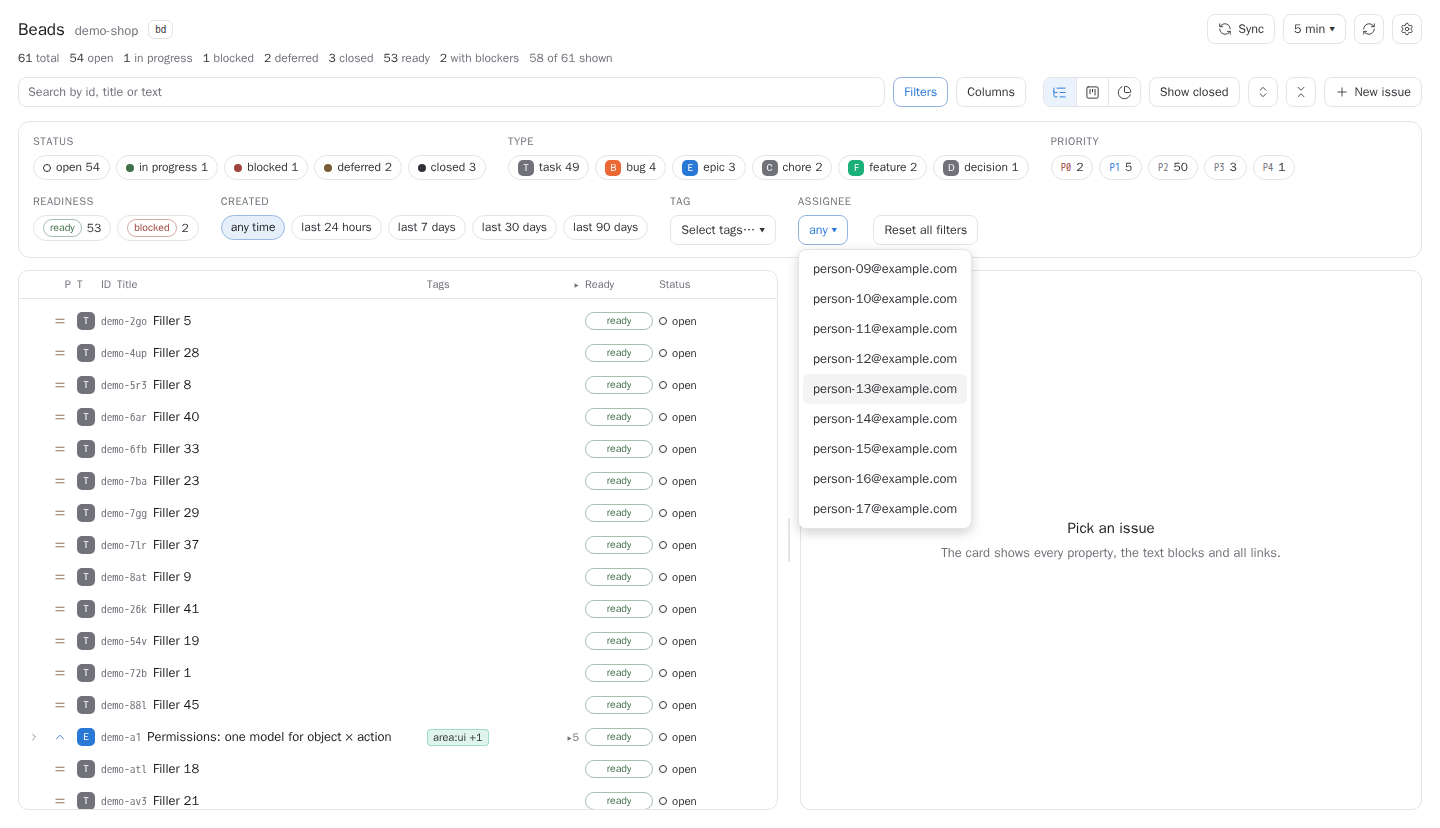 Beads demo-shop bd
Sync 5 min ▾
61 total 54 open 1 in progress 1 blocked 2 deferred 3 closed 53 ready 2 with blockers 58 of 61 shown
Search by id, title or text
Filters Columns Show closed + New issue
STATUS TYPE PRIORITY
open 54 in progress 1 blocked 1 deferred 2 closed 3 T task 49 B bug 4 E epic 3 C chore 2 F feature 2 D decision 1 P0 2 P1 5 P2 50 P3 3 P4 1
READINESS CREATED TAG ASSIGNEE
ready 53 blocked 2 any time last 24 hours last 7 days last 30 days last 90 days Select tags⋯ ▾ any ▾ Reset all filters
person-09@example.com
person-10@example.com
person-11@example.com
person-12@example.com
person-13@example.com
person-14@example.com
person-15@example.com
person-16@example.com
person-17@example.com
P T ID Title Tags ▸ Ready Status
T demo-2go Filler 5 ready open
T demo-4up Filler 28 ready open
T demo-5r3 Filler 8 ready open
T demo-6ar Filler 40 ready open
T demo-6fb Filler 33 ready open
T demo-7ba Filler 23 ready open
T demo-7gg Filler 29 ready open
T demo-7lr Filler 37 ready open
T demo-8at Filler 9 ready open
T demo-26k Filler 41 ready open
T demo-54v Filler 19 ready open
T demo-72b Filler 1 ready open
T demo-88l Filler 45 ready open
E demo-a1 Permissions: one model for object × action area:ui +1 ▸5 ready open
T demo-atl Filler 18 ready open
T demo-av3 Filler 21 ready open
Pick an issue
The card shows every property, the text blocks and all links.